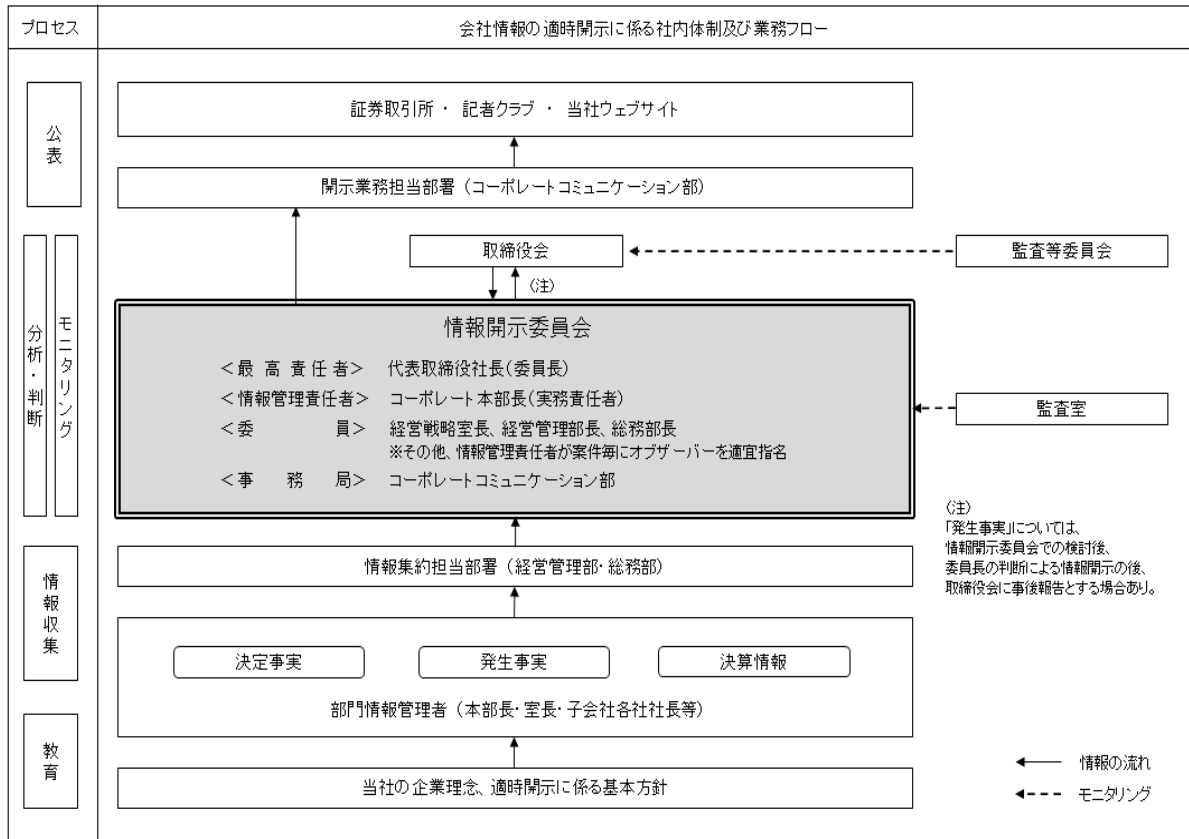 プロセス
会社情報の適時開示に係る社内体制及び業務フロー
公表
証券取引所 ・ 記者クラブ ・ 当社ウェブサイト
開示業務担当部署 (コーポレートコミュニケーション部)
分析・判断
モニタリング
取締役会
監査等委員会
(注)
情報開示委員会
<最 高 責 任 者> 代表取締役社長(委員長)
<情報管理責任者> コーポレート本部長(実務責任者)
<委 員> 経営戦略室長、経営管理部長、総務部長
※その他、情報管理責任者が案件毎にオブザーバーを適宜指名
<事 務 局> コーポレートコミュニケーション部
監査室
(注)
「発生事実」については、
情報開示委員会での検討後、
委員長の判断による情報開示の後、
取締役会に事後報告とする場合あり。
情報収集
情報集約担当部署 (経営管理部・総務部)
決定事実
発生事実
決算情報
部門情報管理者 (本部長・室長・子会社各社社長等)
教育
当社の企業理念、適時開示に係る基本方針
情報の流れ
モニタリング